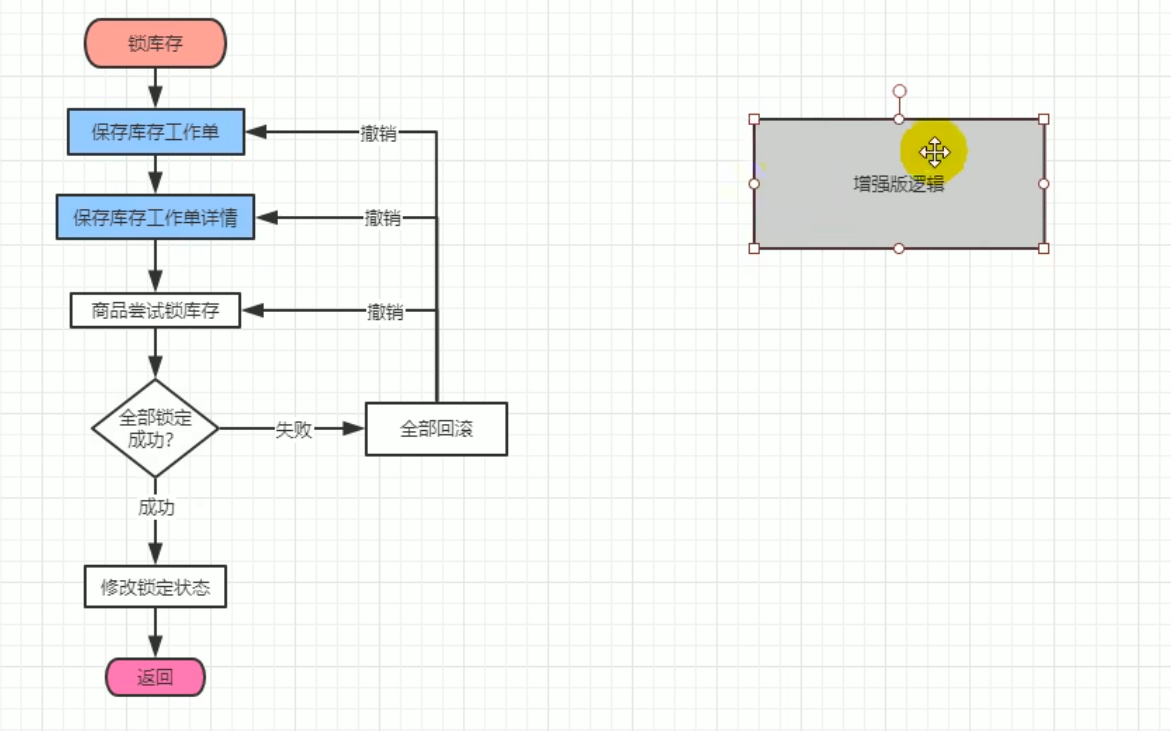 锁库存
保存库存工作单
撤销
增强版逻辑
保存库存工作单详情
撤销
商品尝试锁库存
撤销
全部锁定
成功?
失败
全部回滚
成功
修改锁定状态
返回